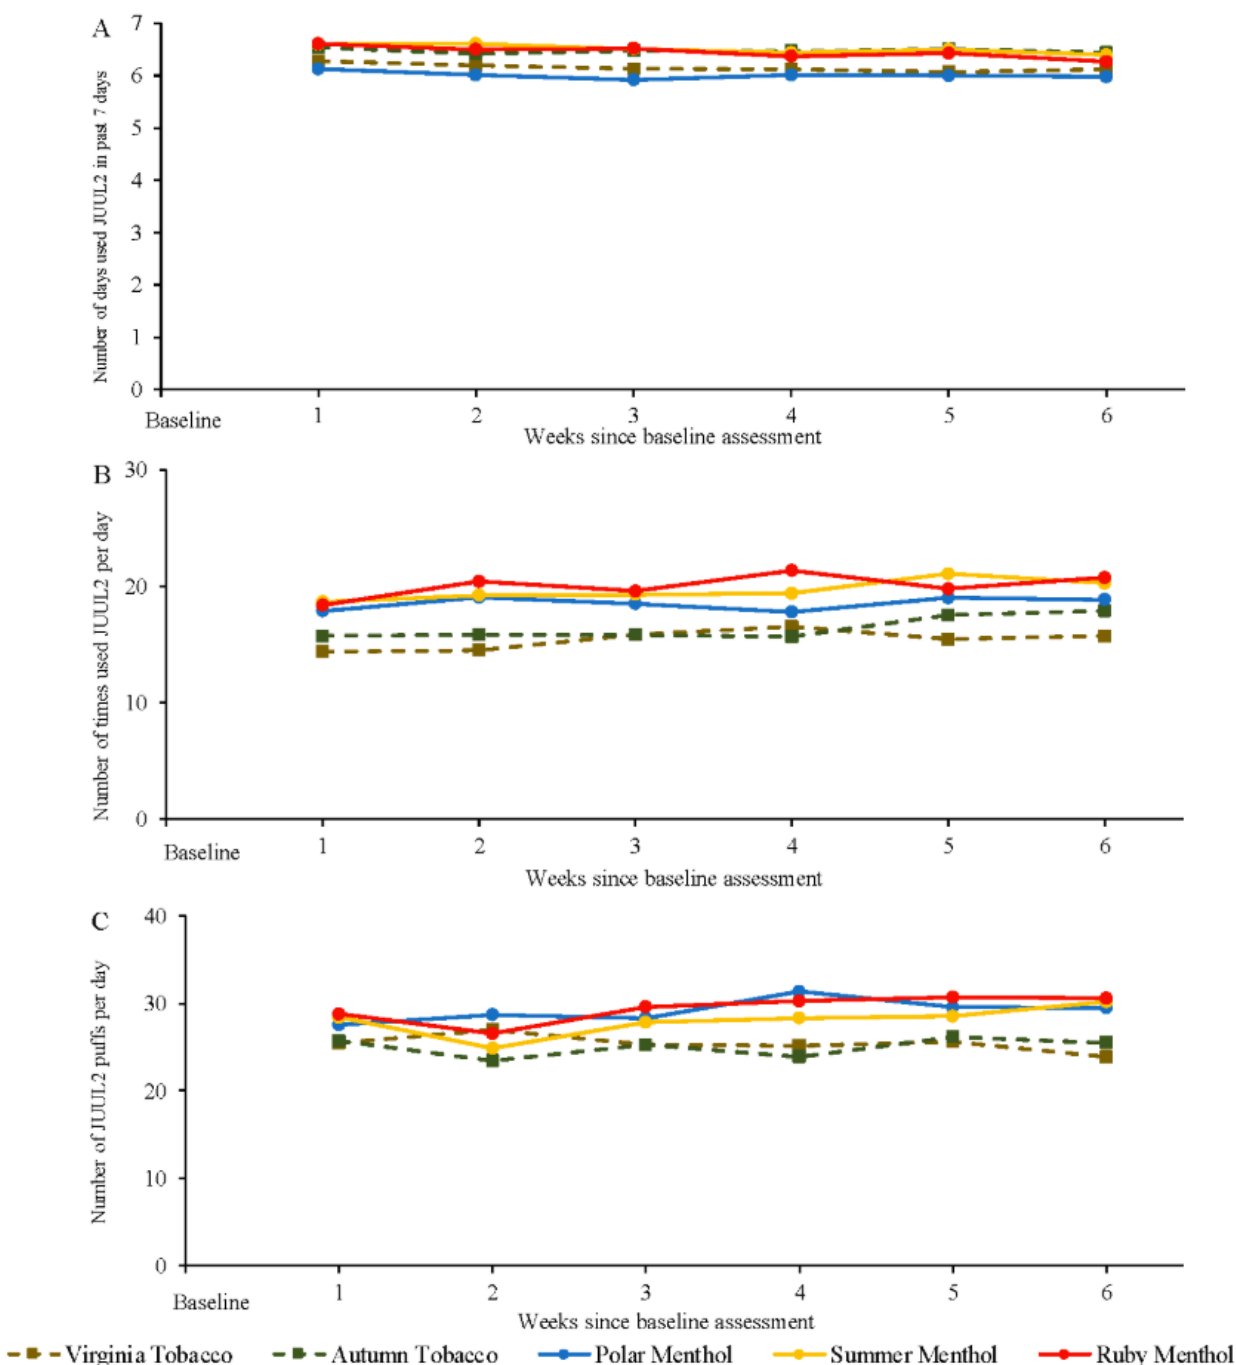 A
Number of days used JUUL2 in past 7 days
7
6
5
4
3
2
1
0
Baseline 1 2 3 4 5 6
Weeks since baseline assessment
B
Number of times used JUUL2 per day
30
20
10
0
Baseline 1 2 3 4 5 6
Weeks since baseline assessment
C
Number of JUUL2 puffs per day
40
30
20
10
0
Baseline 1 2 3 4 5 6
Weeks since baseline assessment
Virginia Tobacco Autumn Tobacco Polar Menthol Summer Menthol Ruby Menthol